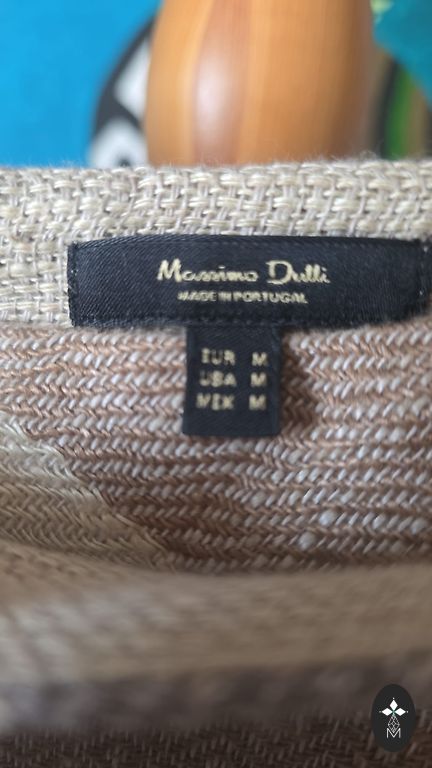 Massimo Dutti
MADE IN PORTUGAL
EUR M
USA M
MEX M
M